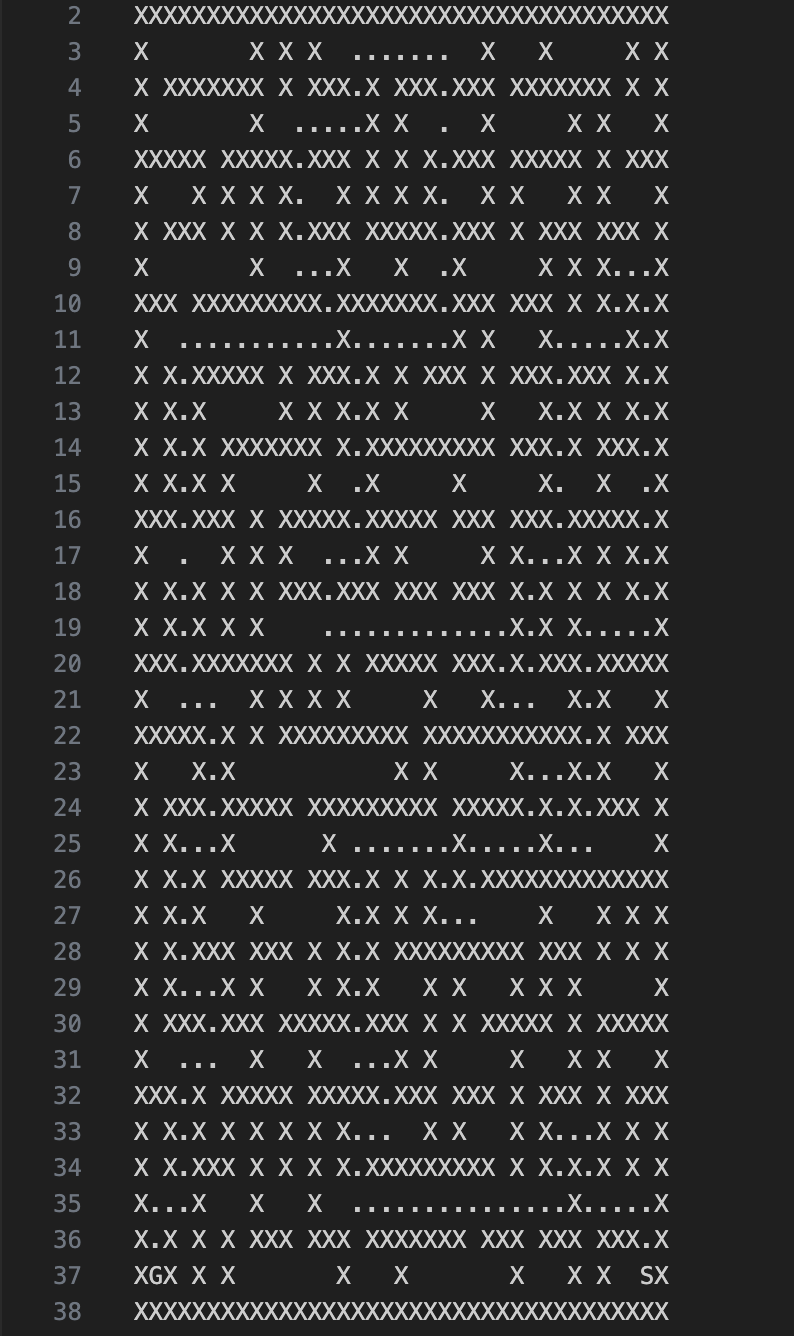 2 XXXXXXXXXXXXXXXXXXXXXXXXXXXXXXXXXXXXX
3 X       X X X  .......  X   X     X X
4 X XXXXXXX X XXX.X XXX.XXX XXXXXXX X X
5 X       X  .....X X  .  X     X X   X
6 XXXXX XXXXX.XXX X X X.XXX XXXXX X XXX
7 X   X X X X.  X X X X.  X X   X X   X
8 X XXX X X X.XXX XXXXX.XXX X XXX XXX X
9 X       X  ...X   X  .X     X X X...X
10 XXX XXXXXXXXX.XXXXXXX.XXX XXX X X.X.X
11 X  ...........X.......X X   X.....X.X
12 X X.XXXXX X XXX.X X XXX X XXX.XXX X.X
13 X X.X     X X X.X X     X   X.X X X.X
14 X X.X XXXXXXX X.XXXXXXXXX XXX.X XXX.X
15 X X.X X     X  .X     X     X.  X  .X
16 XXX.XXX X XXXXX.XXXXX XXX XXX.XXXXX.X
17 X  .  X X X  ...X X     X X...X X X.X
18 X X.X X X XXX.XXX XXX XXX X.X X X X.X
19 X X.X X X    .............X.X X.....X
20 XXX.XXXXXXX X X XXXXX XXX.X.XXX.XXXXX
21 X  ...  X X X X     X   X...  X.X   X
22 XXXXX.X X XXXXXXXXX XXXXXXXXXXX.X XXX
23 X   X.X           X X     X...X.X   X
24 X XXX.XXXXX XXXXXXXXX XXXXX.X.X.XXX X
25 X X...X      X .......X.....X...    X
26 X X.X XXXXX XXX.X X X.X.XXXXXXXXXXXXX
27 X X.X   X     X.X X X...    X   X X X
28 X X.XXX XXX X X.X XXXXXXXXX XXX X X X
29 X X...X X   X X.X   X X   X X X     X
30 X XXX.XXX XXXXX.XXX X X XXXXX X XXXXX
31 X  ...  X   X  ...X X     X   X X   X
32 XXX.X XXXXX XXXXX.XXX XXX X XXX X XXX
33 X X.X X X X X X...  X X   X X...X X X
34 X X.XXX X X X X.XXXXXXXXX X X.X.X X X
35 X...X   X   X  ...............X.....X
36 X.X X X XXX XXX XXXXXXX XXX XXX XXX.X
37 XGX X X       X   X       X   X X  SX
38 XXXXXXXXXXXXXXXXXXXXXXXXXXXXXXXXXXXXX